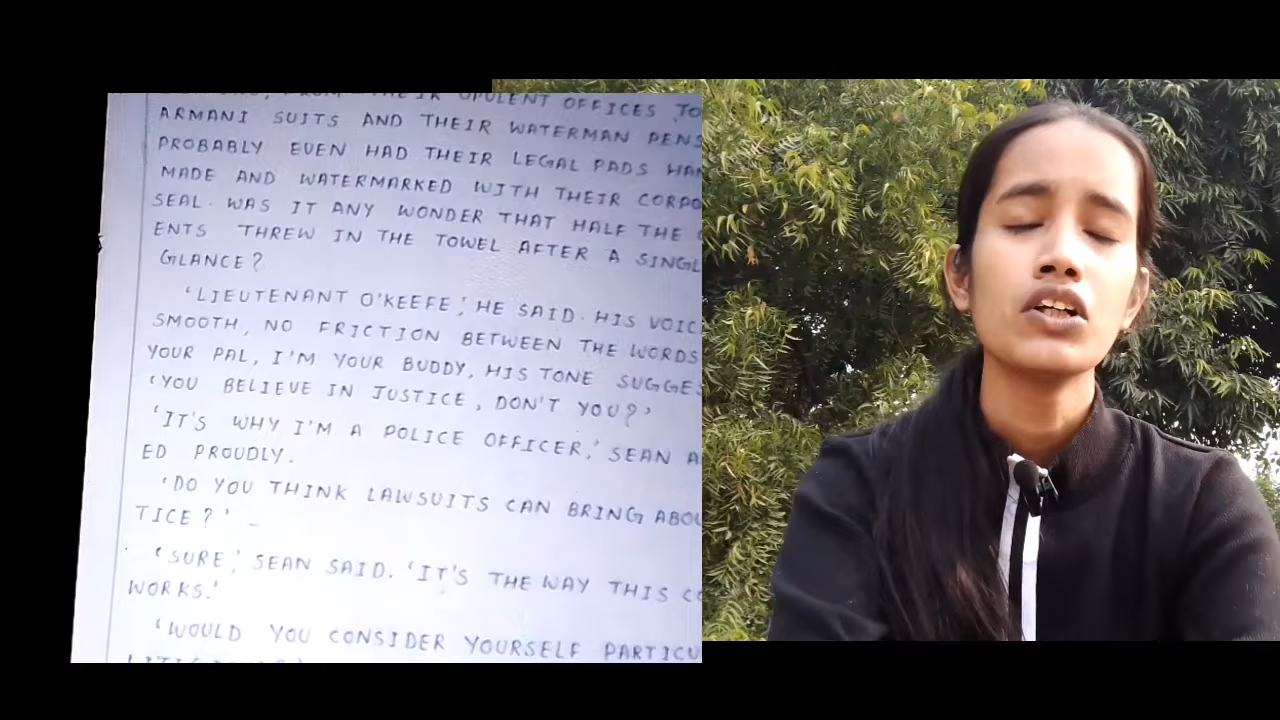 THEIR OPULENT OFFICES TO
ARMANI SUITS AND THEIR WATERMAN PENS
PROBABLY EVEN HAD THEIR LEGAL PADS
MADE AND WATERMARKED WITH THEIR
SEAL. WAS IT ANY WONDER THAT HALF THE
ENTS THREW IN THE TOWEL AFTER A
GLANCE?
'LIEUTENANT O'KEEFE,' HE SAID. HIS
SMOOTH, NO FRICTION BETWEEN THE WORDS
YOUR PAL, I'M YOUR BUDDY, HIS TONE
'YOU BELIEVE IN JUSTICE, DON'T YOU?'
'IT'S WHY I'M A POLICE OFFICER,' SEAN
ED PROUDLY.
'DO YOU THINK LAWSUITS CAN BRING
TICE?'
'SURE,' SEAN SAID. 'IT'S THE WAY THIS
WORKS.'
'WOULD YOU CONSIDER YOURSELF